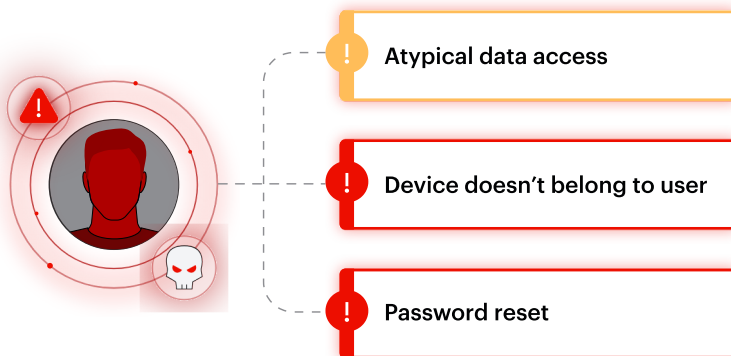 Atypical data access
Device doesn’t belong to user
Password reset